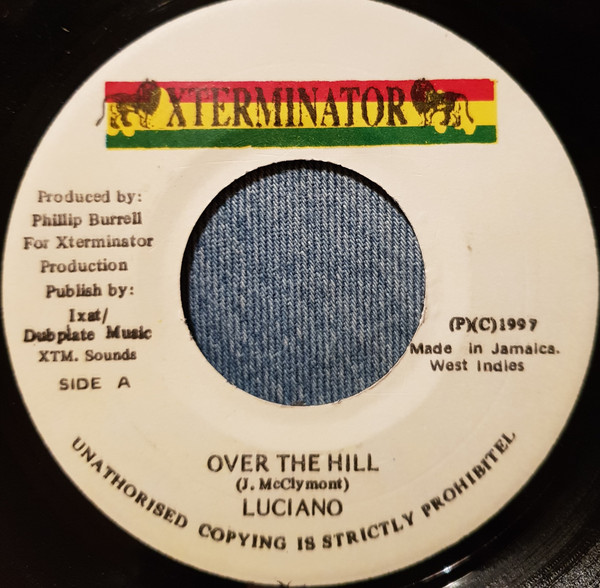 XTERMINATOR
Produced by:
Phillip Burrell
For Xterminator
Production
Publish by:
Ixat/
Dubplate Music
XTM. Sounds
SIDE A
(P)(C)1997
Made in Jamaica.
West Indies
OVER THE HILL
(J. McClymont)
LUCIANO
UNATHORISED COPYING IS STRICTLY PROHIBITEL